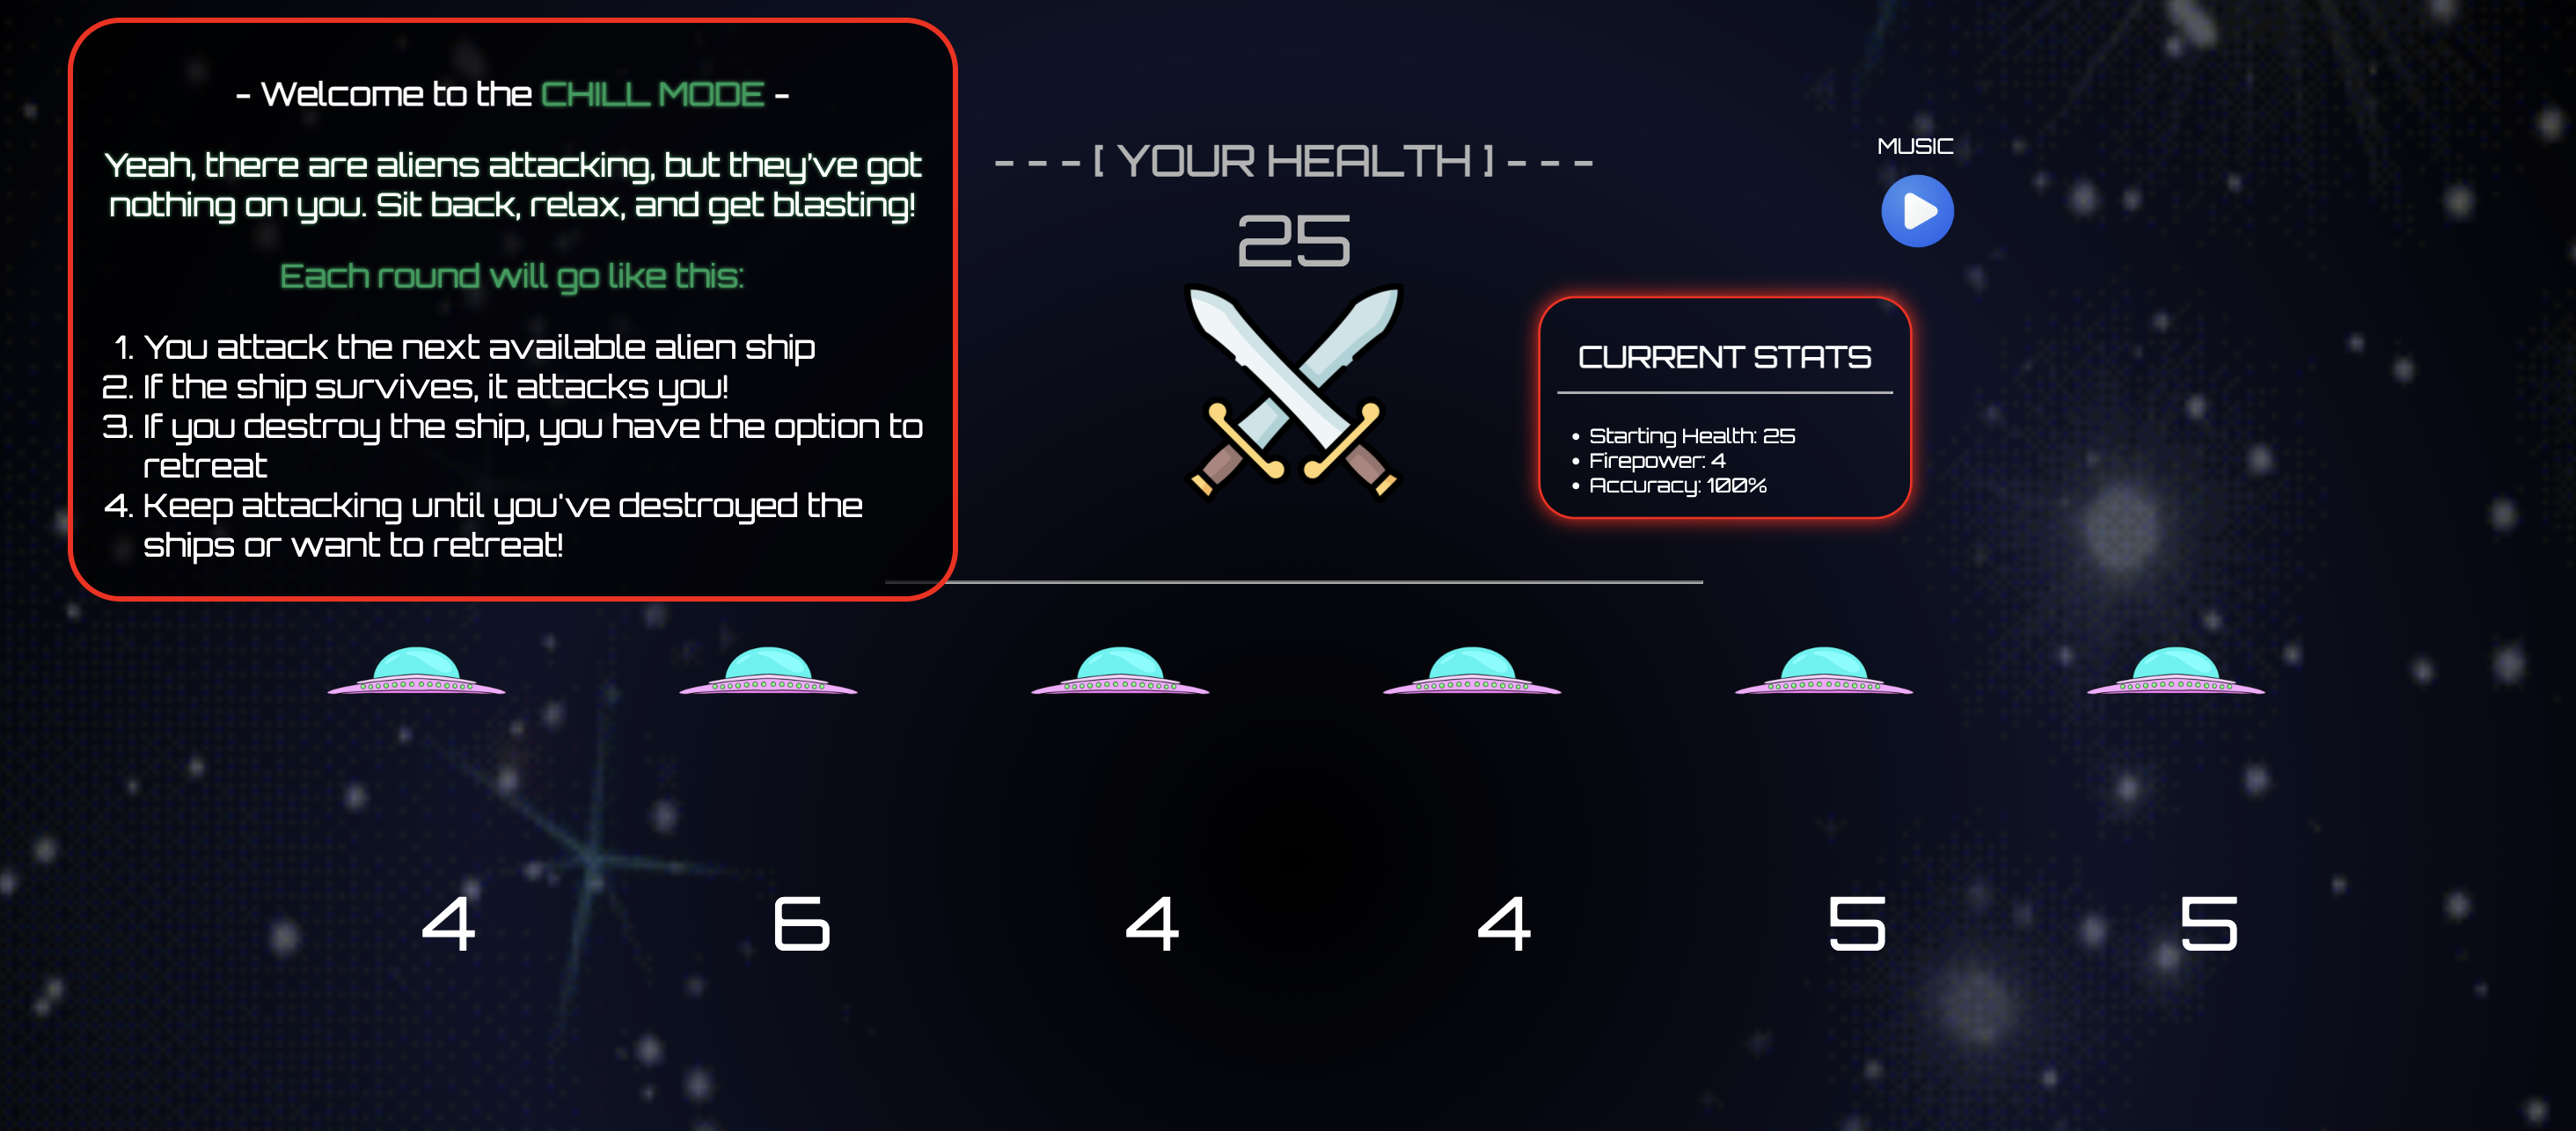 - Welcome to the CHILL MODE -
Yeah, there are aliens attacking, but they've got
nothing on you. Sit back, relax, and get blasting!
Each round will go like this:
1. You attack the next available alien ship
2. If the ship survives, it attacks you!
3. If you destroy the ship, you have the option to
retreat
4. Keep attacking until you've destroyed the
ships or want to retreat!
- - - [ YOUR HEALTH ] - - -
25
MUSIC
CURRENT STATS
• Starting Health: 25
• Firepower: 4
• Accuracy: 100%
4 6 4 4 5 5